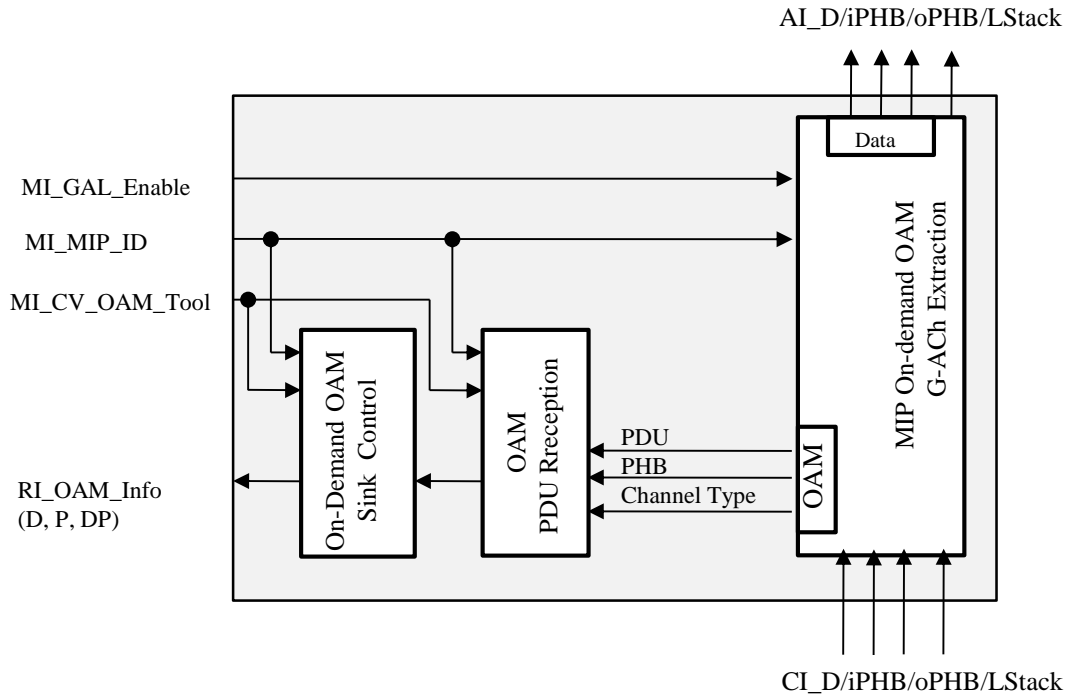 AI_D/iPHB/oPHB/LStack
Data
MI_GAL_Enable
MI_MIP_ID
MI_CV_OAM_Tool
MIP On-demand OAM
G-ACh Extraction
On-Demand OAM
Sink Control
OAM
PDU Rreception
PDU
PHB
Channel Type
OAM
RI_OAM_Info
(D, P, DP)
CI_D/iPHB/oPHB/LStack